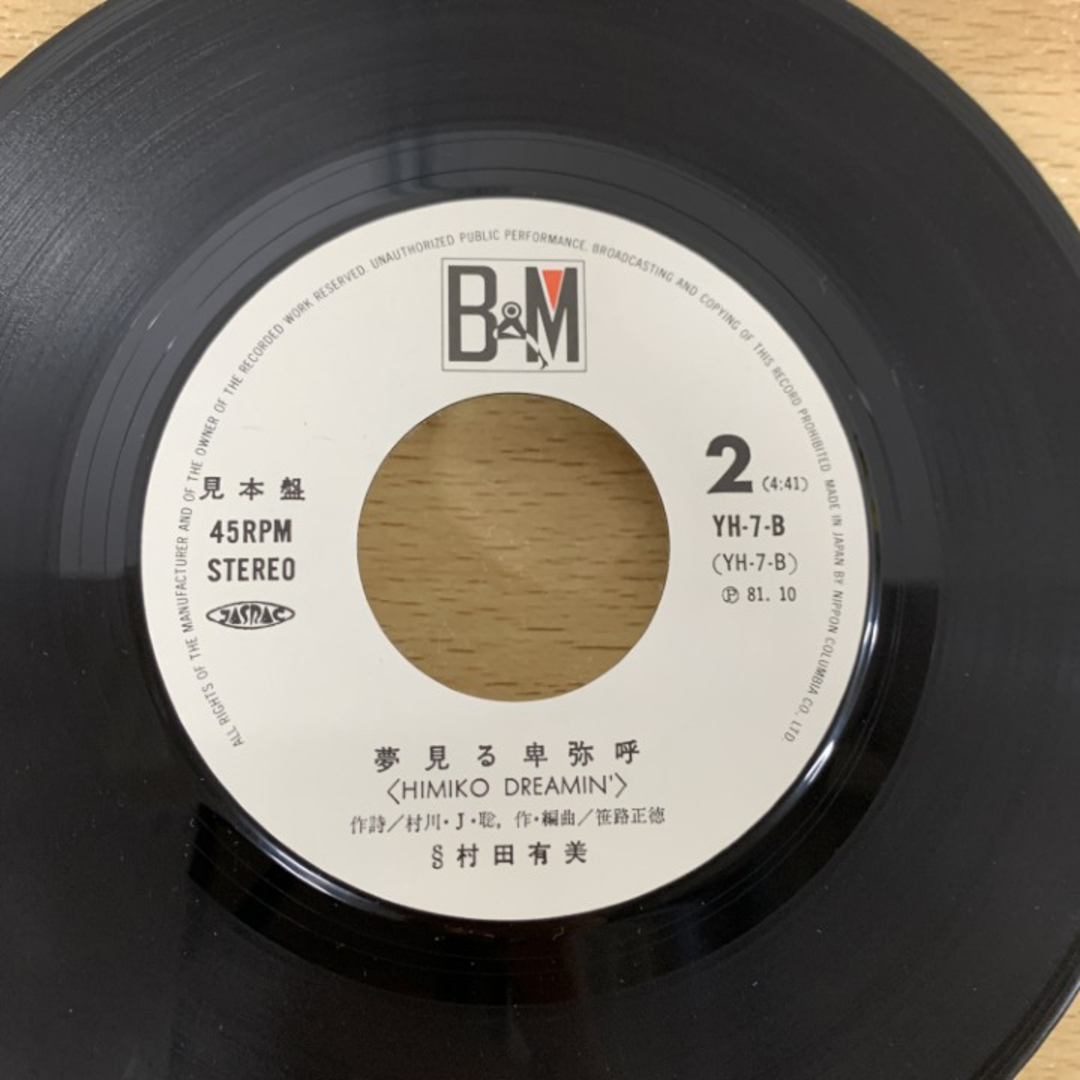 ALL RIGHTS OF THE MANUFACTURER AND OF THE OWNER OF THE RECORDED WORK RESERVED. UNAUTHORIZED PUBLIC PERFORMANCE. BROADCASTING AND COPYING OF THIS RECORD PROHIBITED. MADE IN JAPAN BY NIPPON COLUMBIA CO., LTD.
B&M
見本盤
45RPM
STEREO
JASRAC
2 (4:41)
YH-7-B
(YH-7-B)
Ⓟ 81. 10
夢見る卑弥呼
〈HIMIKO DREAMIN'〉
作詩/村川・J・聡, 作・編曲/笹路正徳
§村田有美